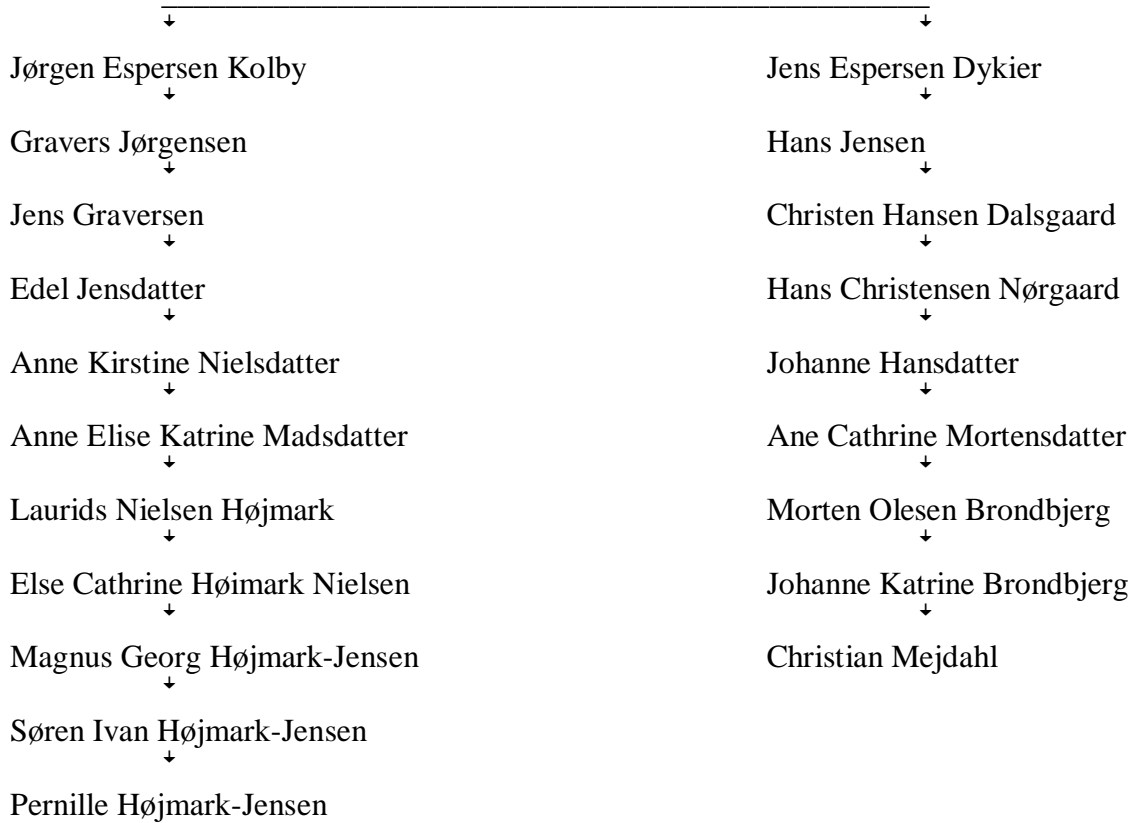 Jørgen Espersen Kolby Jens Espersen Dykier
Gravers Jørgensen Hans Jensen
Jens Graversen Christen Hansen Dalsgaard
Edel Jensdatter Hans Christensen Nørgaard
Anne Kirstine Nielsdatter Johanne Hansdatter
Anne Elise Katrine Madsdatter Ane Cathrine Mortensdatter
Laurids Nielsen Højmark Morten Olesen Brondbjerg
Else Cathrine Høimark Nielsen Johanne Katrine Brondbjerg
Magnus Georg Højmark-Jensen Christian Mejdahl
Søren Ivan Højmark-Jensen
Pernille Højmark-Jensen